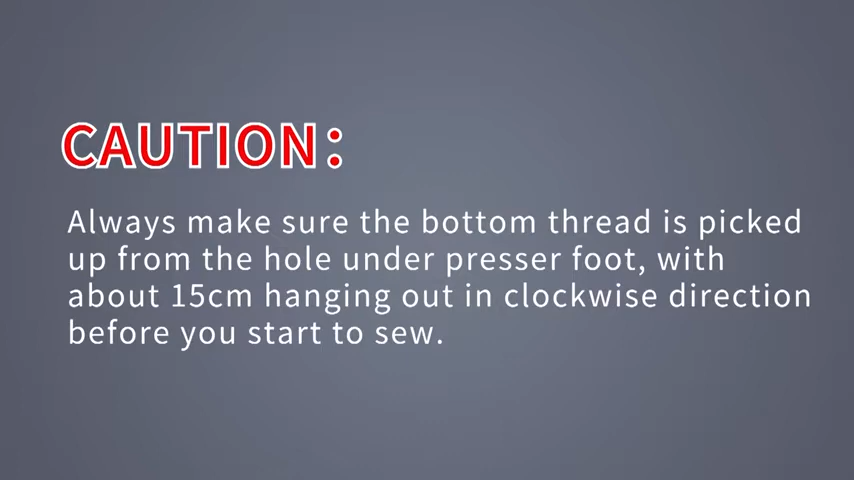 CAUTION:
Always make sure the bottom thread is picked
up from the hole under presser foot, with
about 15cm hanging out in clockwise direction
before you start to sew.